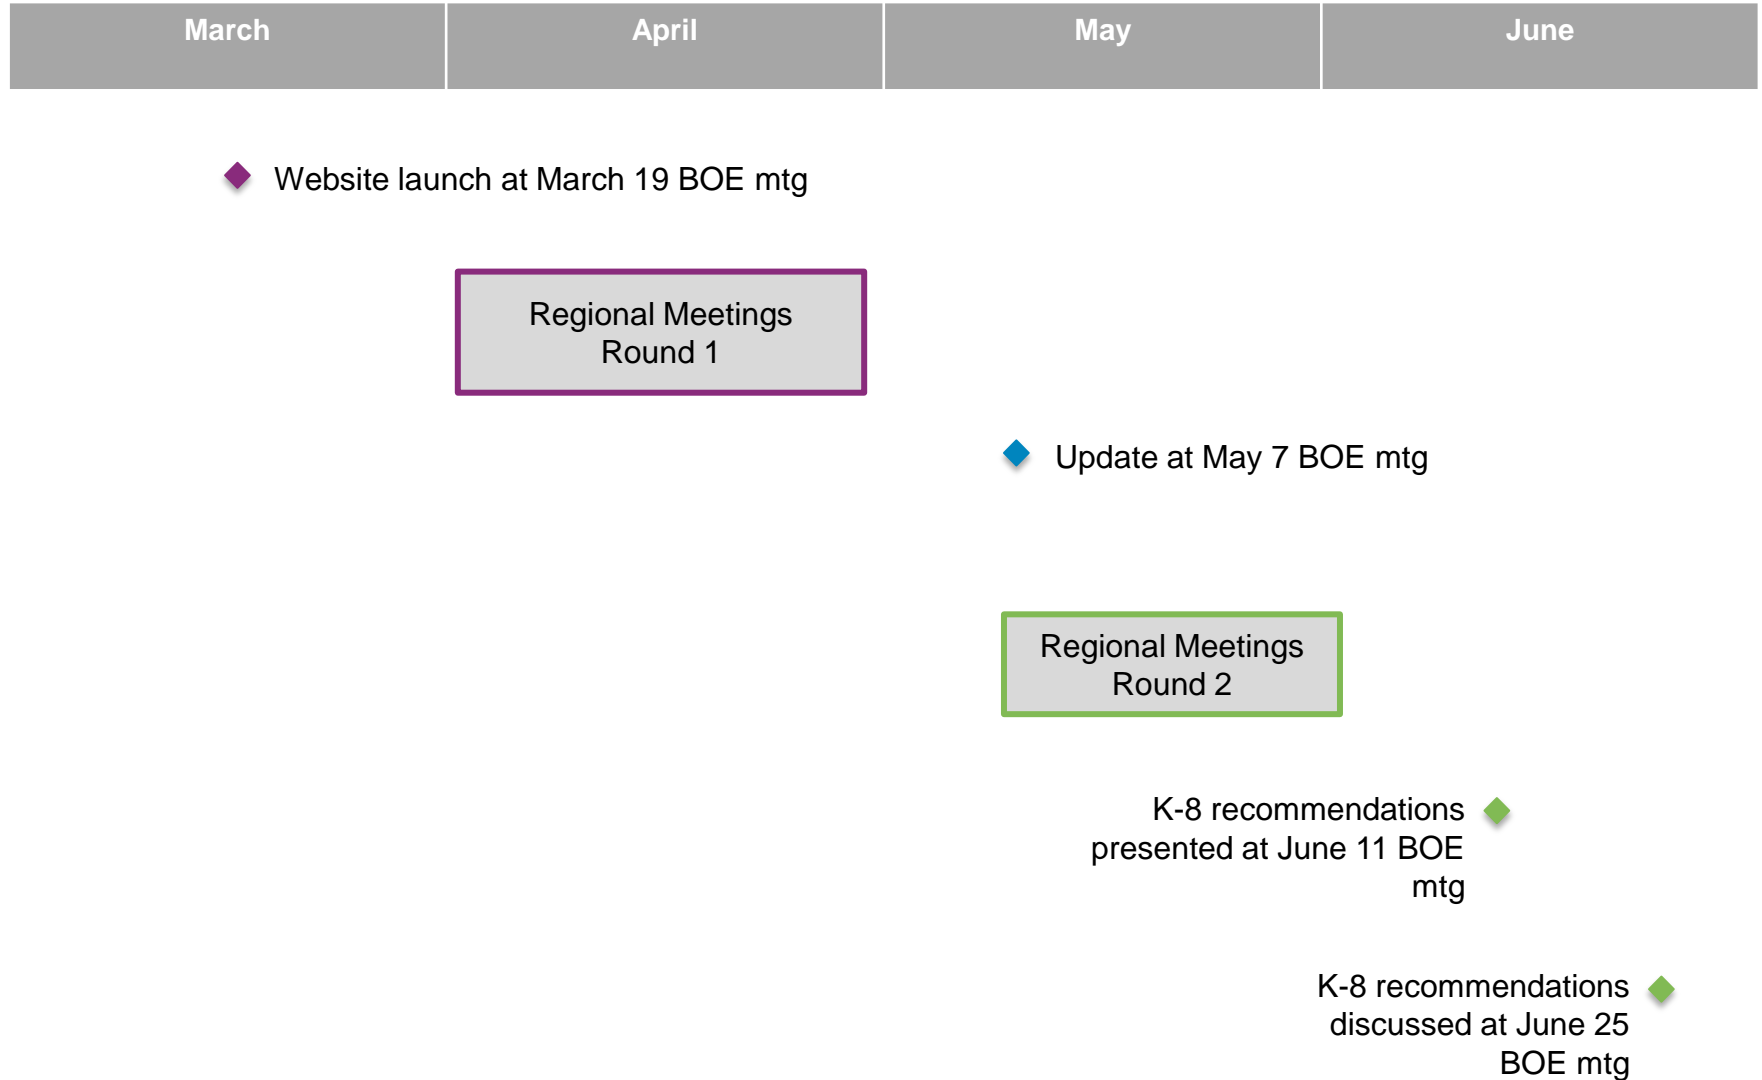 March April May June
Website launch at March 19 BOE mtg
Regional Meetings
Round 1
Update at May 7 BOE mtg
Regional Meetings
Round 2
K-8 recommendations
presented at June 11 BOE
mtg
K-8 recommendations
discussed at June 25
BOE mtg